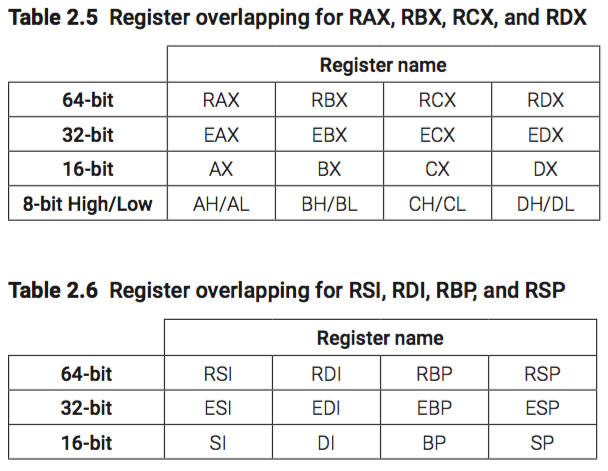 Table 2.5 Register overlapping for RAX, RBX, RCX, and RDX
Register name
64-bit RAX RBX RCX RDX
32-bit EAX EBX ECX EDX
16-bit AX BX CX DX
8-bit High/Low AH/AL BH/BL CH/CL DH/DL
Table 2.6 Register overlapping for RSI, RDI, RBP, and RSP
Register name
64-bit RSI RDI RBP RSP
32-bit ESI EDI EBP ESP
16-bit SI DI BP SP